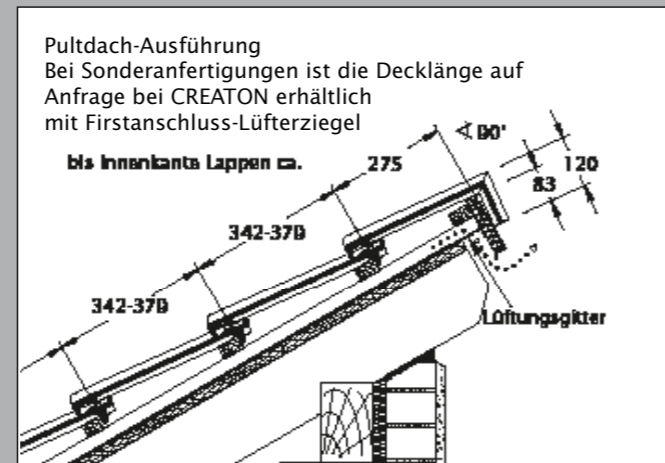 Pultdach-Ausführung
Bei Sonderanfertigungen ist die Decklänge auf
Anfrage bei CREATON erhältlich
mit Firstanschluss-Lüfterziegel
∢ 90°
bis Innenkante Lappen ca.
275
120
83
342-370
342-370
Lüftungsgitter